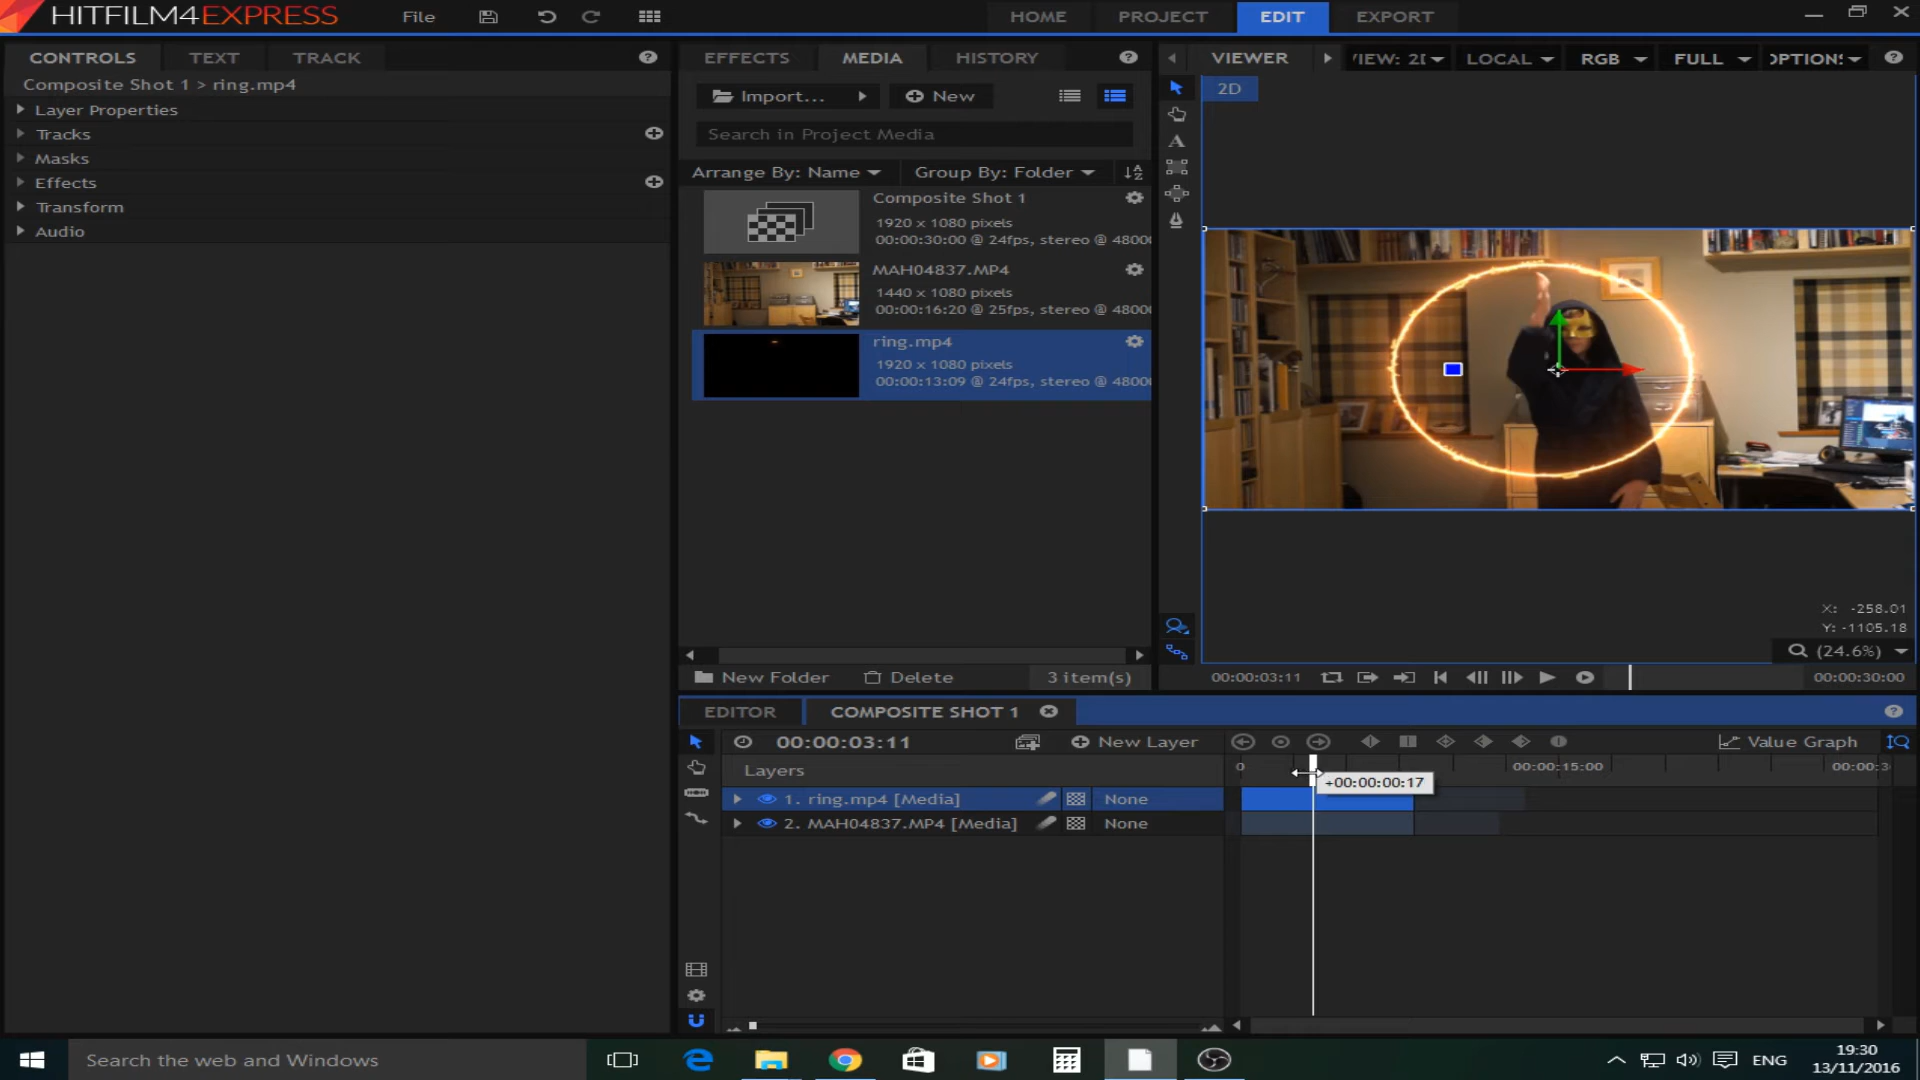 HITFILM4EXPRESS File HOME PROJECT EDIT EXPORT
CONTROLS TEXT TRACK
Composite Shot 1 > ring.mp4
Layer Properties
Tracks
Masks
Effects
Transform
Audio
EFFECTS MEDIA HISTORY
Import... New
Search in Project Media
Arrange By: Name Group By: Folder
Composite Shot 1
1920 x 1080 pixels
00:00:30:00 @ 24fps, stereo @ 4800
MAH04837.MP4
1440 x 1080 pixels
00:00:16:20 @ 25fps, stereo @ 4800
ring.mp4
1920 x 1080 pixels
00:00:13:09 @ 24fps, stereo @ 4800
New Folder Delete 3 item(s)
VIEWER LOCAL RGB FULL
2D
X: -258.01
Y: -1105.18
(24.6%)
00:00:03:11 00:00:30:00
EDITOR COMPOSITE SHOT 1
00:00:03:11 New Layer Value Graph
Layers 0 00:00:15:00 00:00:3
+00:00:00:17
1. ring.mp4 [Media] None
2. MAH04837.MP4 [Media] None
Search the web and Windows ENG 19:30
13/11/2016